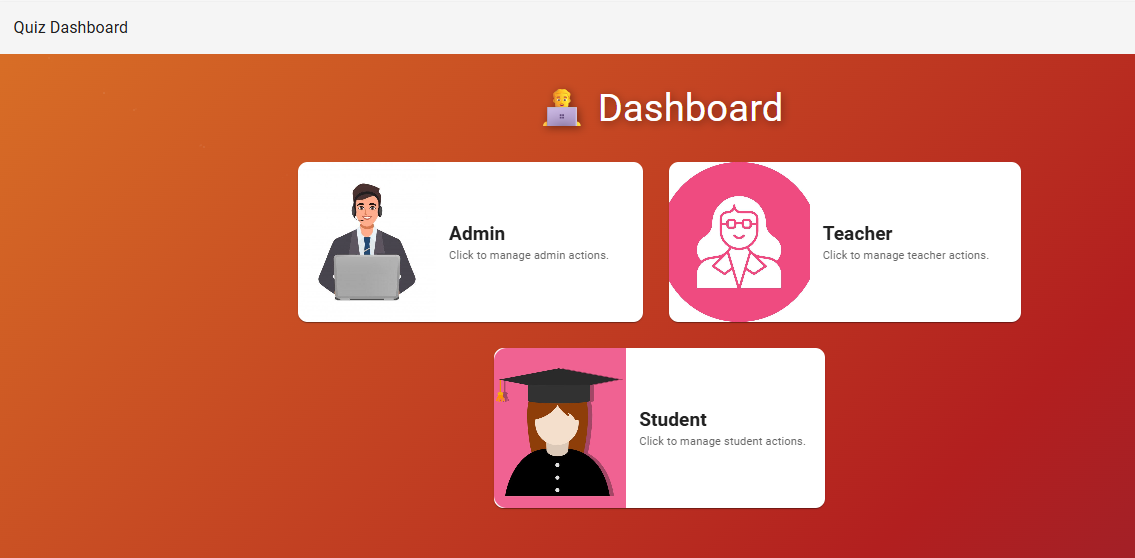 Quiz Dashboard
Dashboard
Admin
Click to manage admin actions.
Teacher
Click to manage teacher actions.
Student
Click to manage student actions.